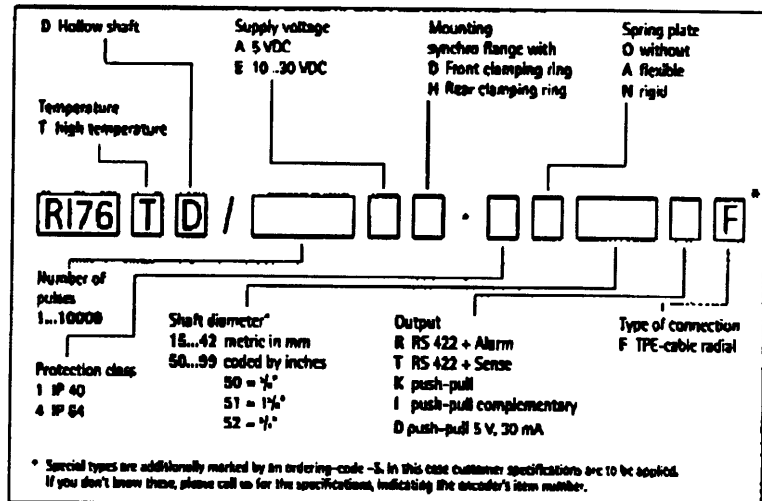 D Hollow shaft
Supply voltage
A 5 VDC
E 10 ..30 VDC
Mounting
synchro flange with
D Front clamping ring
H Rear clamping ring
Spring plate
O without
A flexible
N rigid
Temperature
T high temperature
RI76 T D / . F *
Number of
pulses
1...10000
Protection class
1 IP 40
4 IP 64
Shaft diameter*
15...42 metric in mm
50...99 coded by inches
50 =
51 =
52 =
Output
R RS 422 + Alarm
T RS 422 + Sense
K push-pull
I push-pull complementary
D push-pull 5 V, 30 mA
Type of connection
F TPE-cable radial
* Special types are additionally marked by an ordering-code -S. In this case customer specifications are to be applied.
If you don't know these, please call us for the specifications, indicating the encoder's item number.